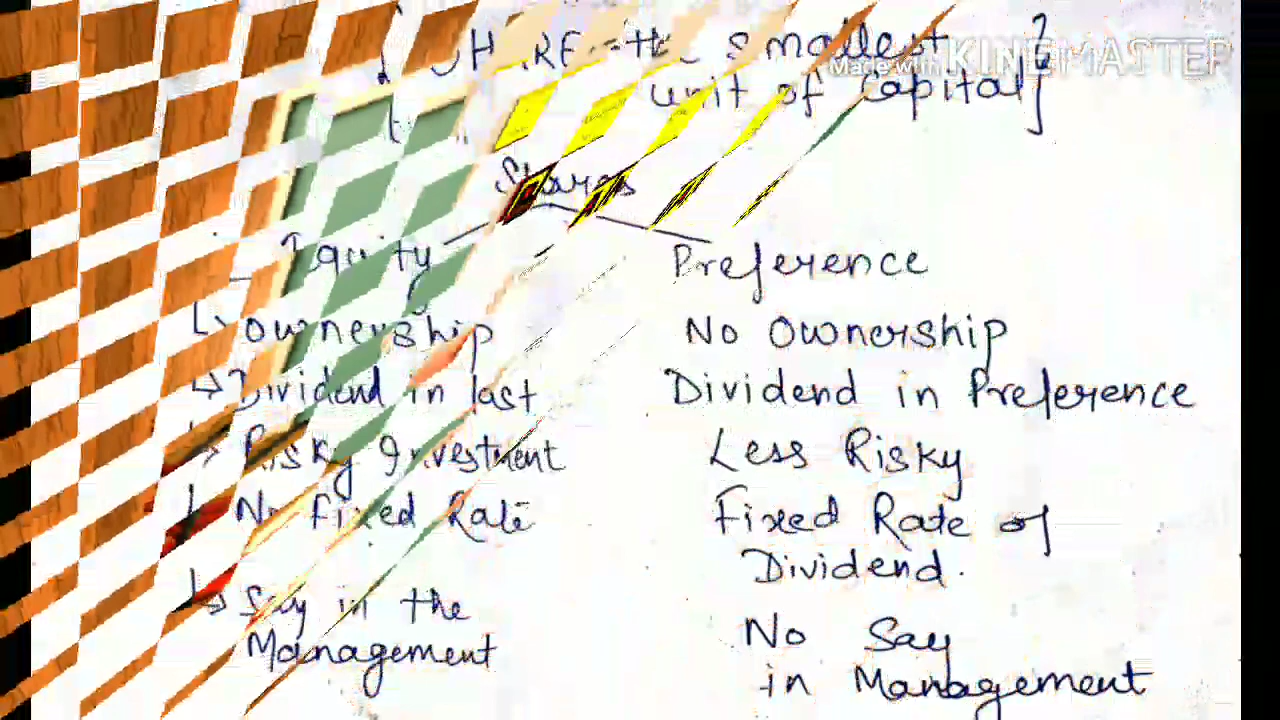 smallest
unit of Capital]
Made with KINEMASTER
Shares
Equity Preference
ownership No Ownership
Dividend in last Dividend in Preference
Risky Investment Less Risky
No fixed Rate Fixed Rate of
Dividend.
Say in the No Say
Management in Management